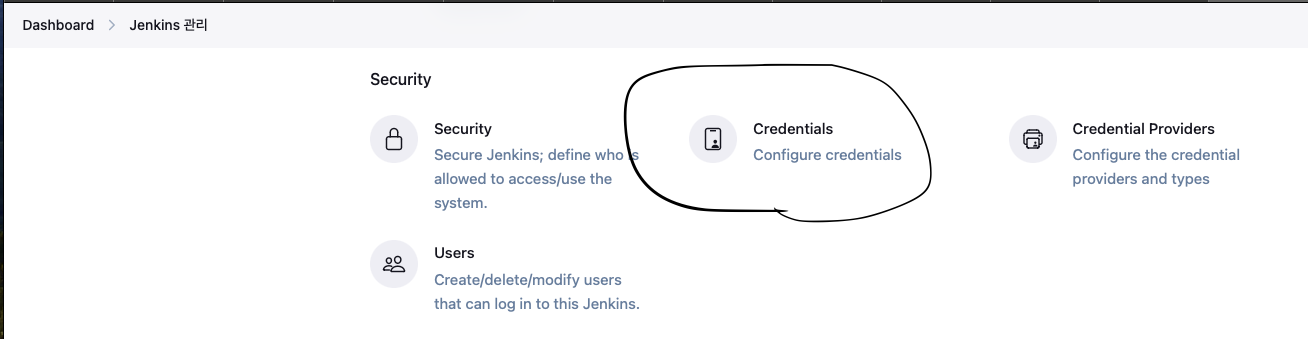 Dashboard > Jenkins 관리
Security
Security
Secure Jenkins; define who is
allowed to access/use the
system.
Credentials
Configure credentials
Credential Providers
Configure the credential
providers and types
Users
Create/delete/modify users
that can log in to this Jenkins.